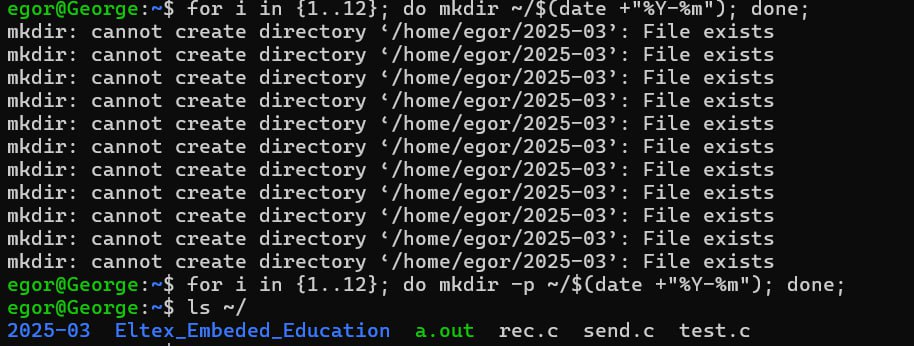 egor@George:~$ for i in {1..12}; do mkdir ~/$(date +"%Y-%m"); done;
mkdir: cannot create directory ‘/home/egor/2025-03’: File exists
mkdir: cannot create directory ‘/home/egor/2025-03’: File exists
mkdir: cannot create directory ‘/home/egor/2025-03’: File exists
mkdir: cannot create directory ‘/home/egor/2025-03’: File exists
mkdir: cannot create directory ‘/home/egor/2025-03’: File exists
mkdir: cannot create directory ‘/home/egor/2025-03’: File exists
mkdir: cannot create directory ‘/home/egor/2025-03’: File exists
mkdir: cannot create directory ‘/home/egor/2025-03’: File exists
mkdir: cannot create directory ‘/home/egor/2025-03’: File exists
mkdir: cannot create directory ‘/home/egor/2025-03’: File exists
mkdir: cannot create directory ‘/home/egor/2025-03’: File exists
egor@George:~$ for i in {1..12}; do mkdir -p ~/$(date +"%Y-%m"); done;
egor@George:~$ ls ~/
2025-03  Eltex_Embeded_Education  a.out  rec.c  send.c  test.c